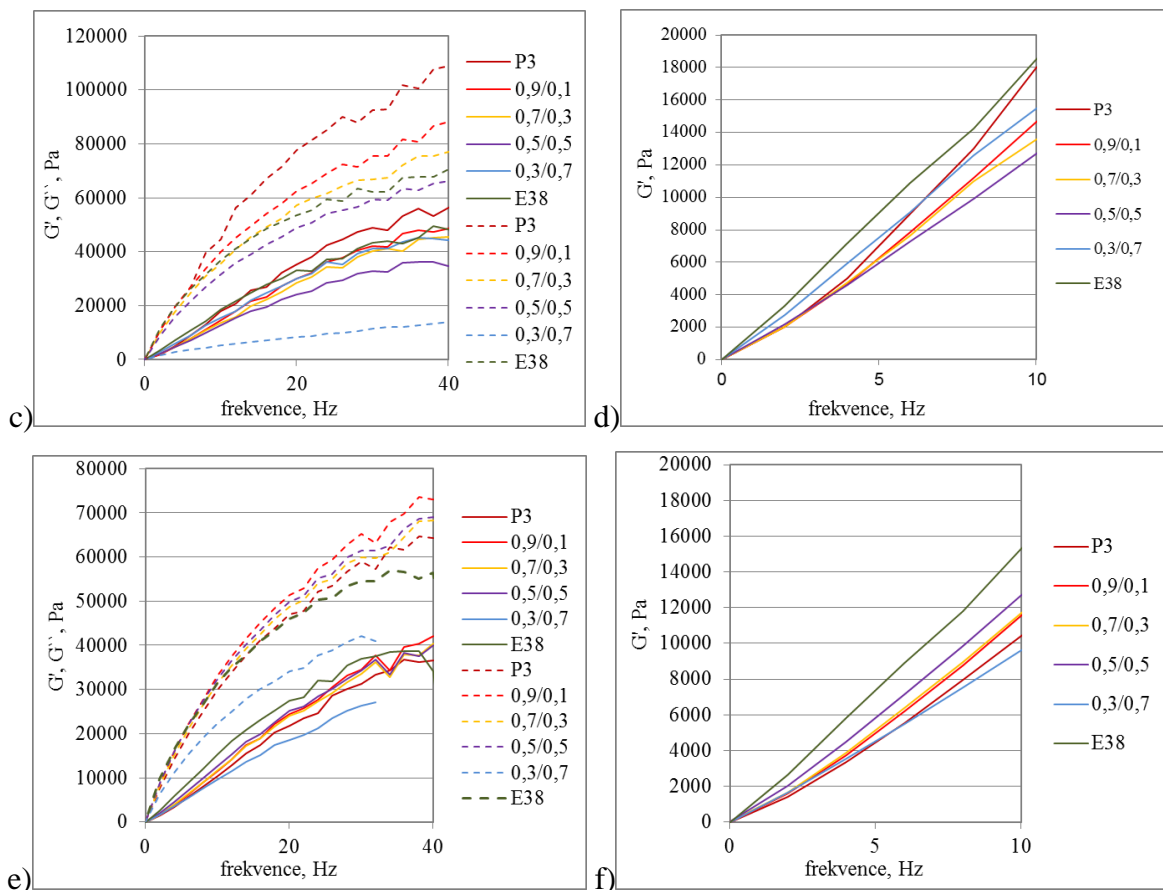 120000
100000
80000
60000
40000
20000
0
G', G``, Pa
0 20 40
frekvence, Hz
P3
0,9/0,1
0,7/0,3
0,5/0,5
0,3/0,7
E38
P3
0,9/0,1
0,7/0,3
0,5/0,5
0,3/0,7
E38
c)
20000
18000
16000
14000
12000
10000
8000
6000
4000
2000
0
G', Pa
0 5 10
frekvence, Hz
P3
0,9/0,1
0,7/0,3
0,5/0,5
0,3/0,7
E38
d)
80000
70000
60000
50000
40000
30000
20000
10000
0
G', G``, Pa
0 20 40
frekvence, Hz
P3
0,9/0,1
0,7/0,3
0,5/0,5
0,3/0,7
E38
P3
0,9/0,1
0,7/0,3
0,5/0,5
0,3/0,7
E38
e)
20000
18000
16000
14000
12000
10000
8000
6000
4000
2000
0
G', Pa
0 5 10
frekvence, Hz
P3
0,9/0,1
0,7/0,3
0,5/0,5
0,3/0,7
E38
f)